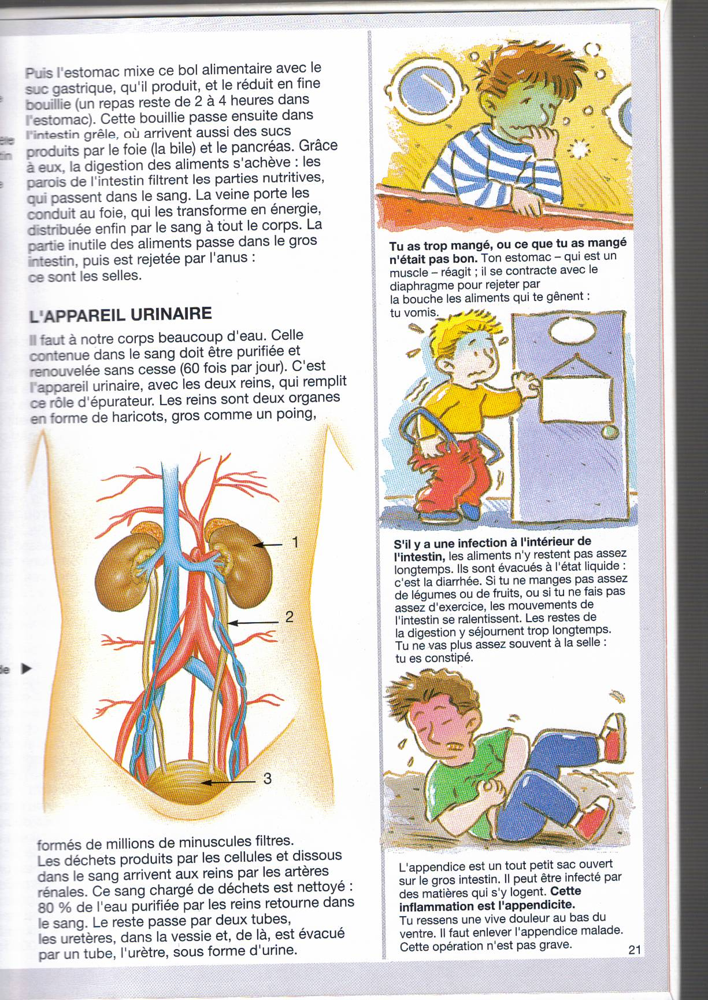 Puis l'estomac mixe ce bol alimentaire avec le
suc gastrique, qu'il produit, et le réduit en fine
bouillie (un repas reste de 2 à 4 heures dans
l'estomac). Cette bouillie passe ensuite dans
l'intestin grêle, où arrivent aussi des sucs
produits par le foie (la bile) et le pancréas. Grâce
à eux, la digestion des aliments s'achève : les
parois de l'intestin filtrent les parties nutritives,
qui passent dans le sang. La veine porte les
conduit au foie, qui les transforme en énergie,
distribuée enfin par le sang à tout le corps. La
partie inutile des aliments passe dans le gros
intestin, puis est rejetée par l'anus :
ce sont les selles.
L'APPAREIL URINAIRE
Il faut à notre corps beaucoup d'eau. Celle
contenue dans le sang doit être purifiée et
renouvelée sans cesse (60 fois par jour). C'est
l'appareil urinaire, avec les deux reins, qui remplit
ce rôle d'épurateur. Les reins sont deux organes
en forme de haricots, gros comme un poing,
1
2
3
formés de millions de minuscules filtres.
Les déchets produits par les cellules et dissous
dans le sang arrivent aux reins par les artères
rénales. Ce sang chargé de déchets est nettoyé :
80 % de l'eau purifiée par les reins retourne dans
le sang. Le reste passe par deux tubes,
les uretères, dans la vessie et, de là, est évacué
par un tube, l'urètre, sous forme d'urine.
Tu as trop mangé, ou ce que tu as mangé
n'était pas bon. Ton estomac – qui est un
muscle – réagit ; il se contracte avec le
diaphragme pour rejeter par
la bouche les aliments qui te gênent :
tu vomis.
S'il y a une infection à l'intérieur de
l'intestin, les aliments n'y restent pas assez
longtemps. Ils sont évacués à l'état liquide :
c'est la diarrhée. Si tu ne manges pas assez
de légumes ou de fruits, ou si tu ne fais pas
assez d'exercice, les mouvements de
l'intestin se ralentissent. Les restes de
la digestion y séjournent trop longtemps.
Tu ne vas plus assez souvent à la selle :
tu es constipé.
L'appendice est un tout petit sac ouvert
sur le gros intestin. Il peut être infecté par
des matières qui s'y logent. Cette
inflammation est l'appendicite.
Tu ressens une vive douleur au bas du
ventre. Il faut enlever l'appendice malade.
Cette opération n'est pas grave.
21